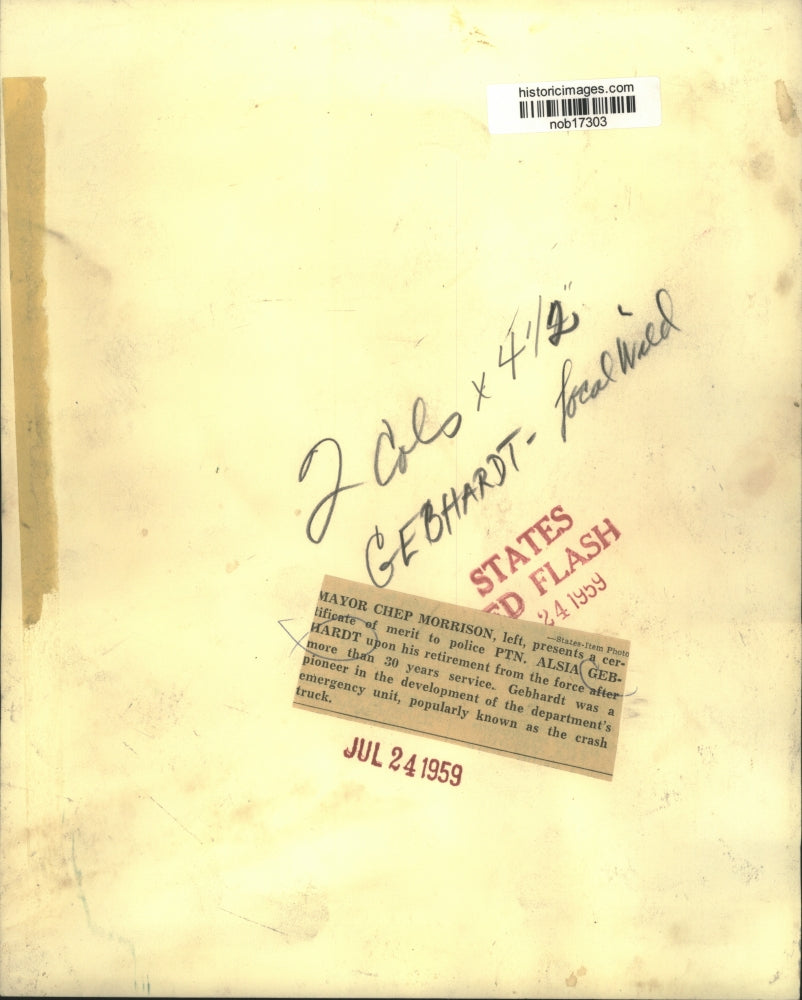 historicimages.com
nob17303
2 Cols x 4 1/2"
GEBHARDT - local Wild
STATES
ED FLASH
24 1959
—States-Item Photo
MAYOR CHEP MORRISON, left, presents a cer-
tificate of merit to police PTN. ALSIA GEB-
HARDT upon his retirement from the force after
more than 30 years service. Gebhardt was a
pioneer in the development of the department's
emergency unit, popularly known as the crash
truck.
JUL 24 1959